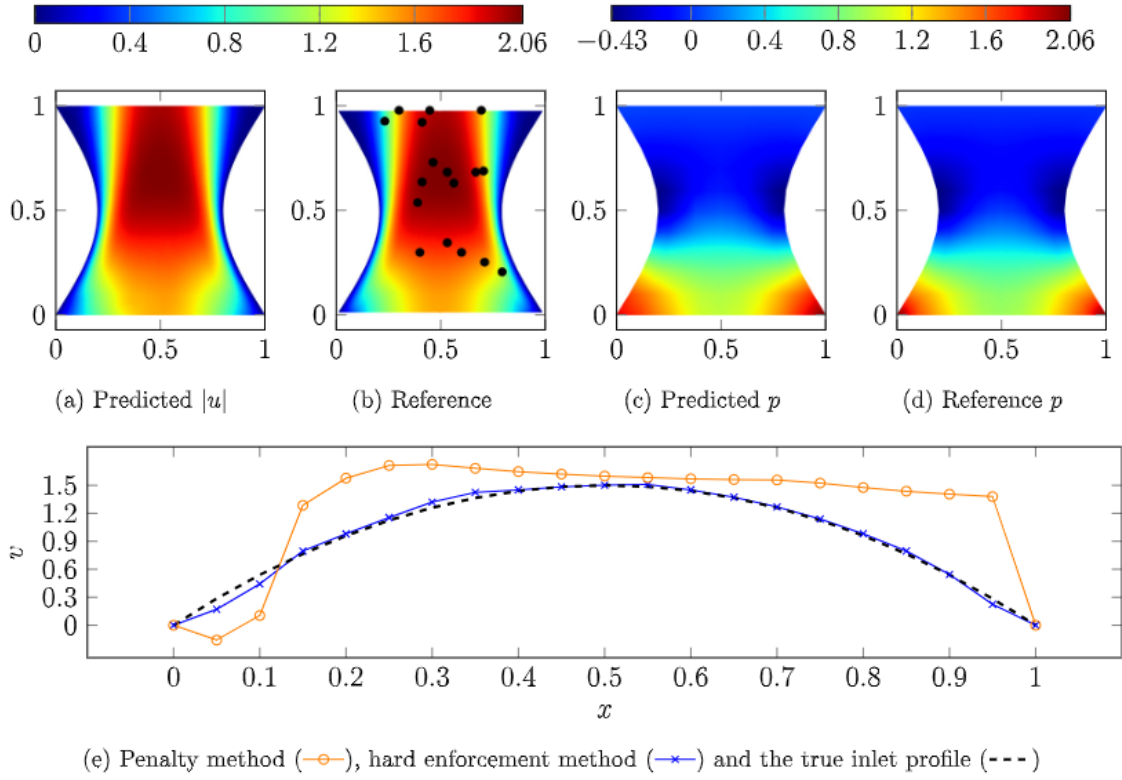 0 0.4 0.8 1.2 1.6 2.06
−0.43 0 0.4 0.8 1.2 1.6 2.06
1
0.5
0
0 0.5 1
(a) Predicted |u|
1
0.5
0
0 0.5 1
(b) Reference
1
0.5
0
0 0.5 1
(c) Predicted p
1
0.5
0
0 0.5 1
(d) Reference p
v
1.5
1.2
0.9
0.6
0.3
0
0 0.1 0.2 0.3 0.4 0.5 0.6 0.7 0.8 0.9 1
x
(e) Penalty method (), hard enforcement method () and the true inlet profile ()